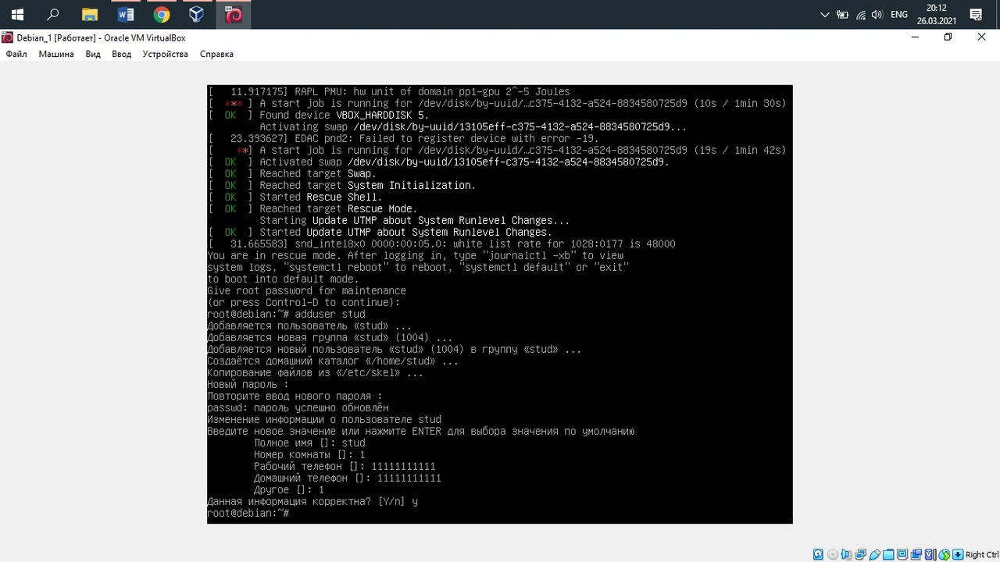 ENG
20:12
26.03.2021
Debian_1 [Работает] - Oracle VM VirtualBox
Файл Машина Вид Ввод Устройства Справка
[   11.917175] RAPL PMU: hw unit of domain pp1-gpu 2^-5 Joules
[  *** ] A start job is running for /dev/disk/by-uuid/…c375-4132-a524-8834580725d9 (10s / 1min 30s)
[  OK  ] Found device VBOX_HARDDISK 5.
         Activating swap /dev/disk/by-uuid/13105eff-c375-4132-a524-8834580725d9...
[   23.393627] EDAC pnd2: Failed to register device with error -19.
[    **] A start job is running for /dev/disk/by-uuid/…c375-4132-a524-8834580725d9 (19s / 1min 42s)
[  OK  ] Activated swap /dev/disk/by-uuid/13105eff-c375-4132-a524-8834580725d9.
[  OK  ] Reached target Swap.
[  OK  ] Reached target System Initialization.
[  OK  ] Started Rescue Shell.
[  OK  ] Reached target Rescue Mode.
         Starting Update UTMP about System Runlevel Changes...
[  OK  ] Started Update UTMP about System Runlevel Changes.
[   31.665583] snd_intel8x0 0000:00:05.0: white list rate for 1028:0177 is 48000
You are in rescue mode. After logging in, type "journalctl -xb" to view
system logs, "systemctl reboot" to reboot, "systemctl default" or "exit"
to boot into default mode.
Give root password for maintenance
(or press Control-D to continue):
root@debian:~# adduser stud
Добавляется пользователь «stud» ...
Добавляется новая группа «stud» (1004) ...
Добавляется новый пользователь «stud» (1004) в группу «stud» ...
Создаётся домашний каталог «/home/stud» ...
Копирование файлов из «/etc/skel» ...
Новый пароль :
Повторите ввод нового пароля :
passwd: пароль успешно обновлён
Изменение информации о пользователе stud
Введите новое значение или нажмите ENTER для выбора значения по умолчанию
        Полное имя []: stud
        Номер комнаты []: 1
        Рабочий телефон []: 11111111111
        Домашний телефон []: 11111111111
        Другое []: 1
Данная информация корректна? [Y/n] y
root@debian:~#
Right Ctrl